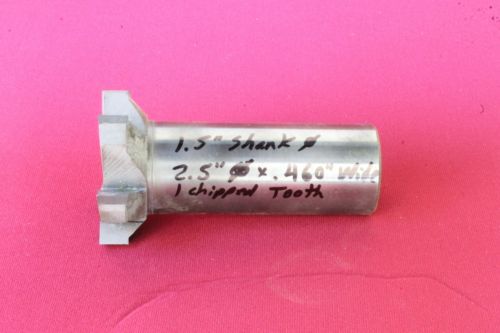 1.5" Shank Ø
2.5" Ø x .460" Wide
1 chipped Tooth